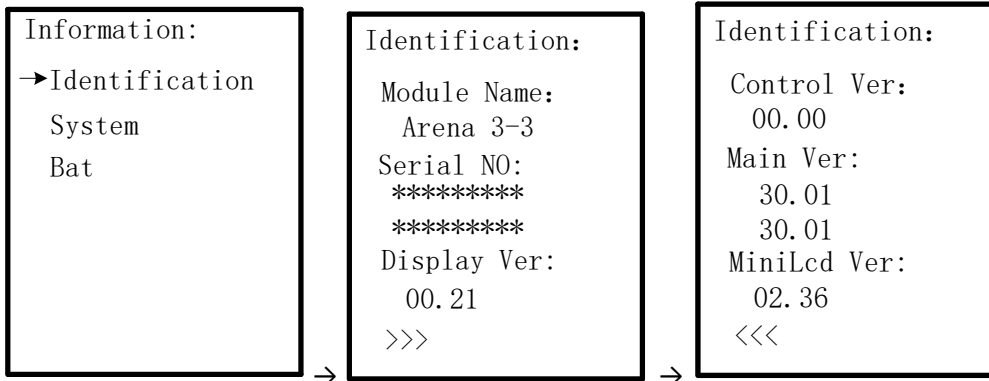 Information:
→Identification
System
Bat
→
Identification：
Module Name：
Arena 3-3
Serial NO:
*********
*********
Display Ver:
00.21
>>>
→
Identification：
Control Ver：
00.00
Main Ver:
30.01
30.01
MiniLcd Ver:
02.36
<<<